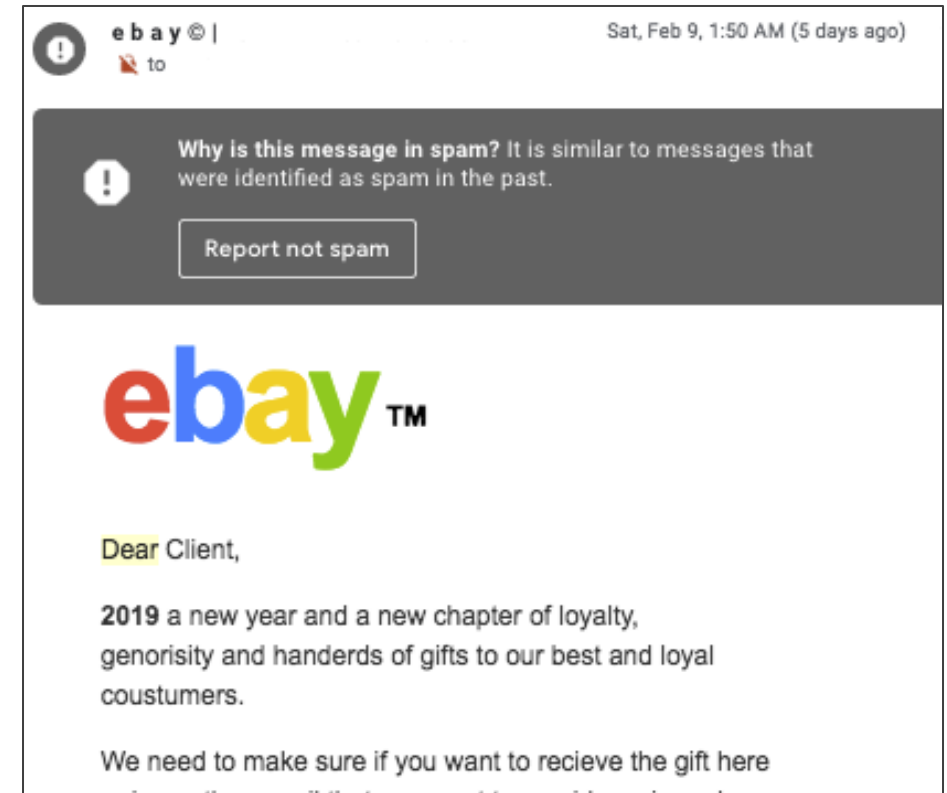 e b a y © |
Sat, Feb 9, 1:50 AM (5 days ago)
to
Why is this message in spam? It is similar to messages that
were identified as spam in the past.
Report not spam
ebay™
Dear Client,
2019 a new year and a new chapter of loyalty,
genorisity and handerds of gifts to our best and loyal
coustumers.
We need to make sure if you want to recieve the gift here